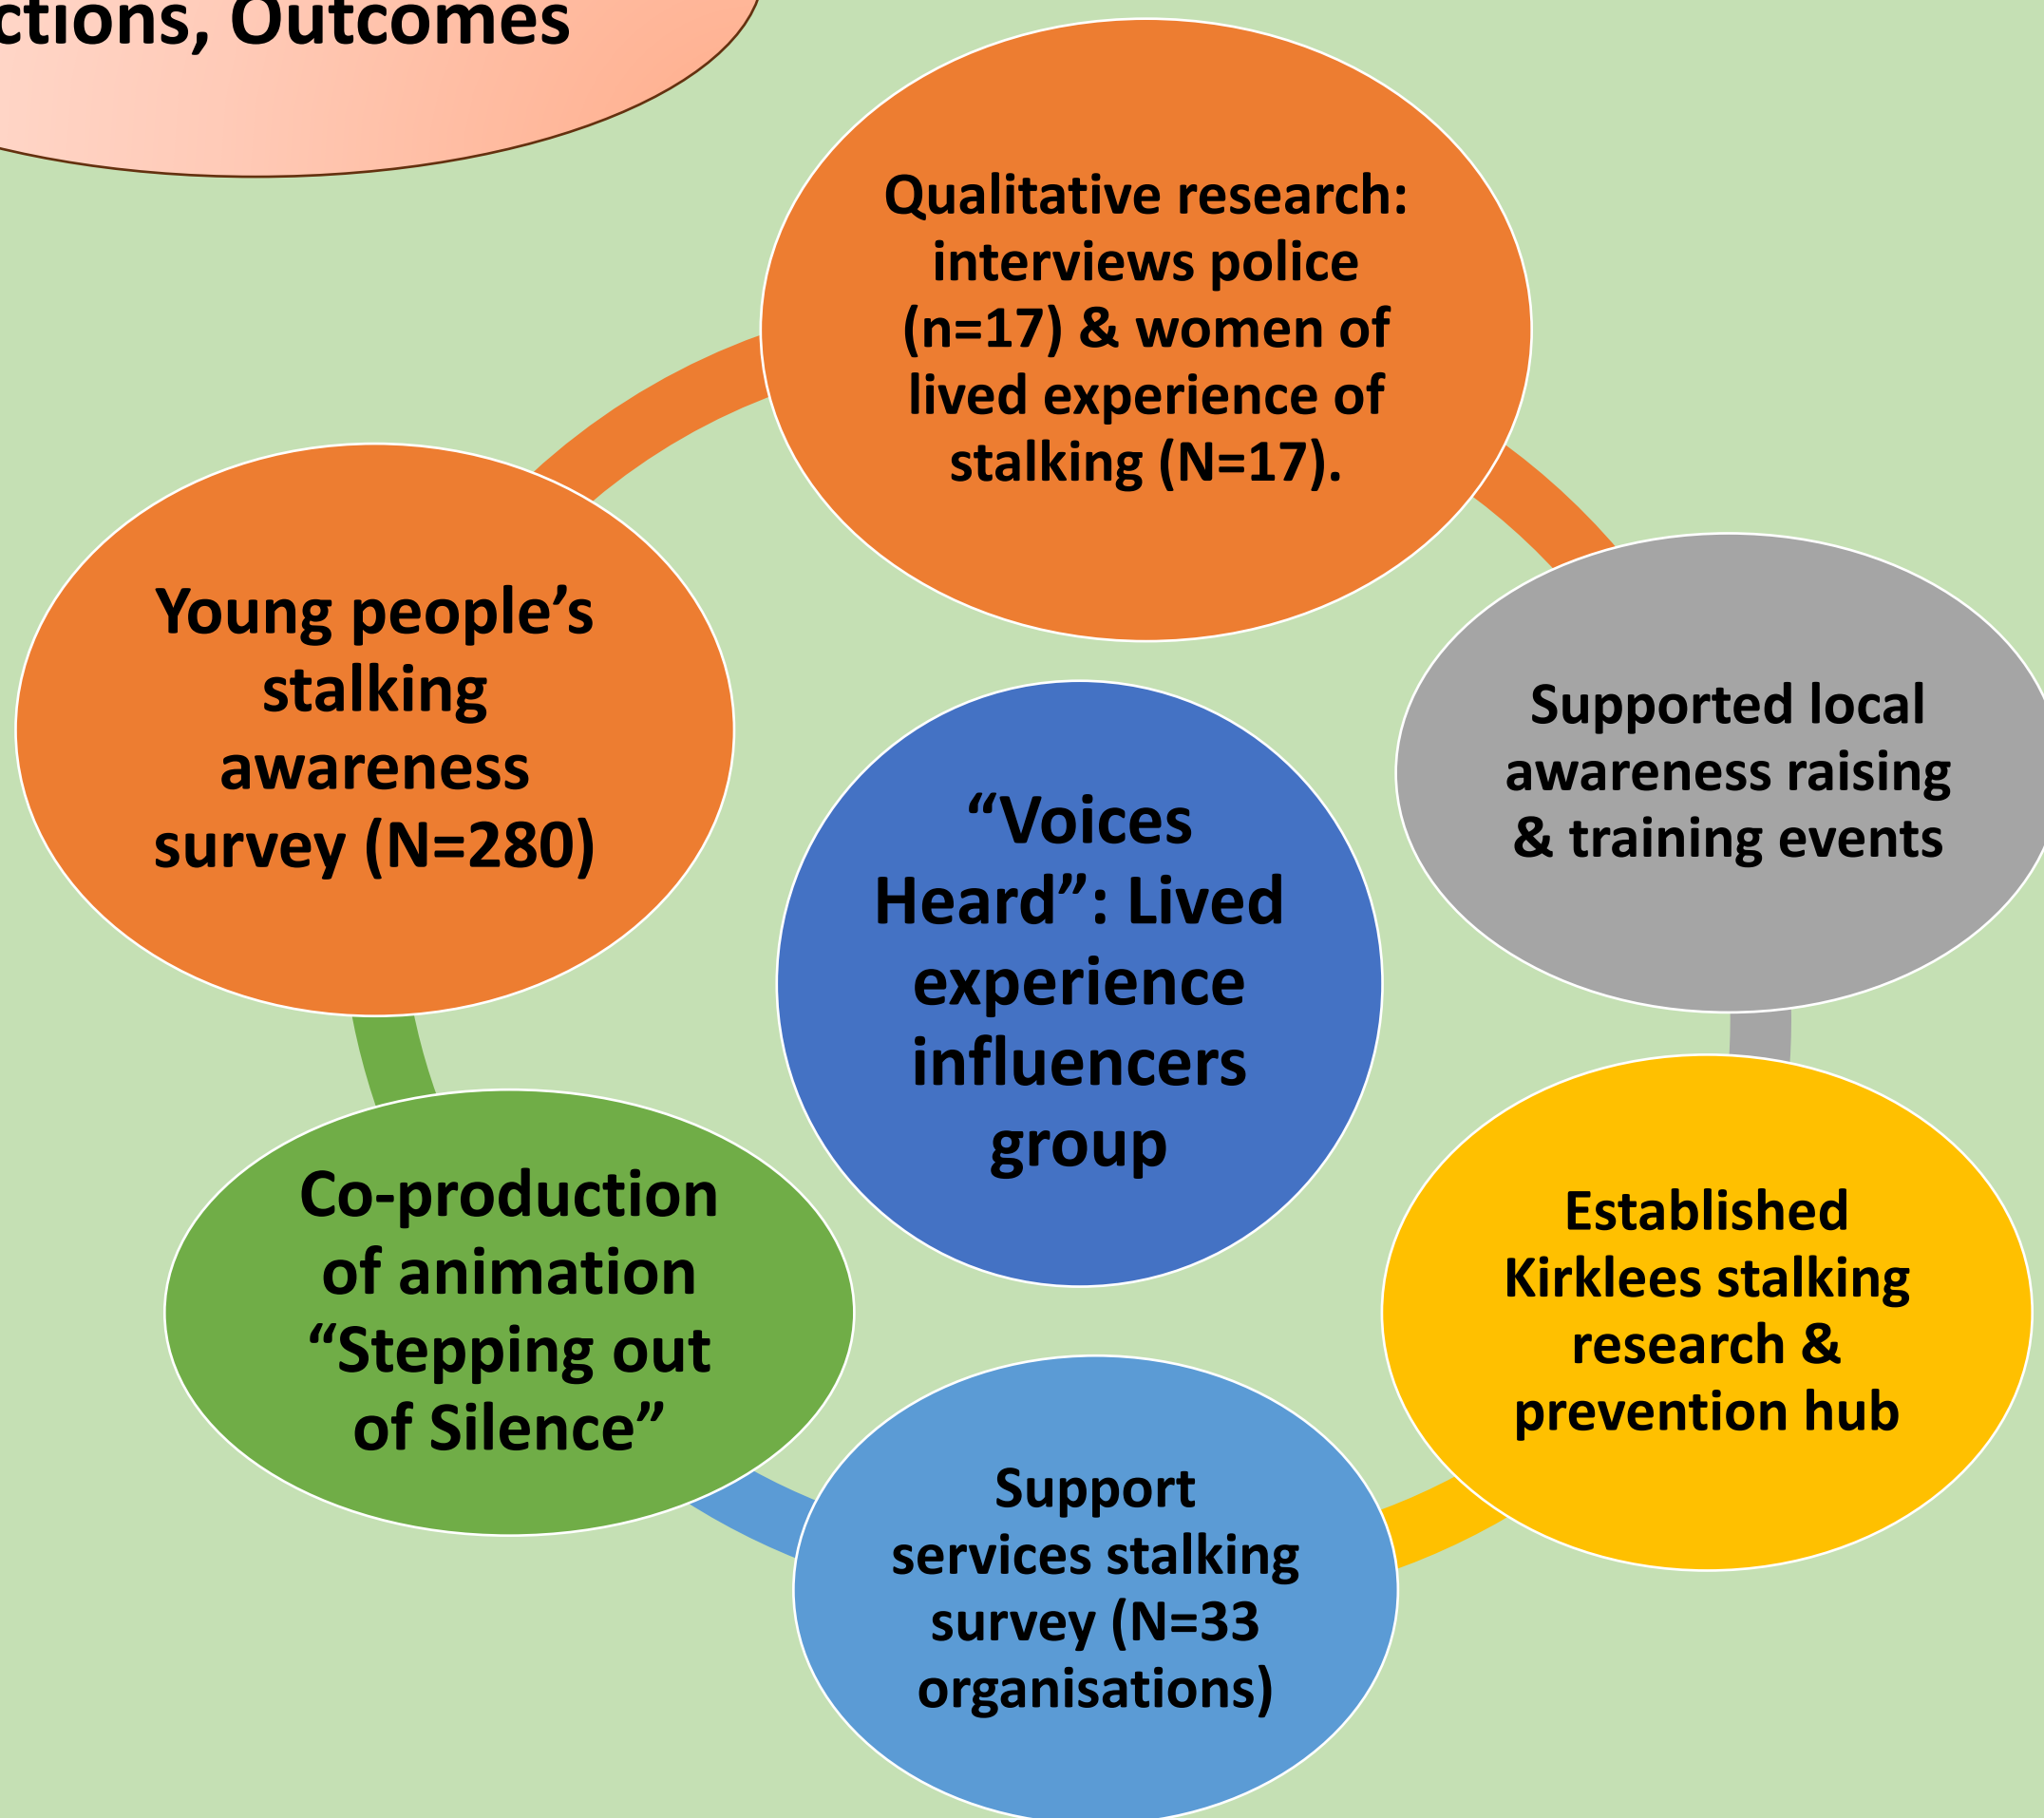 ctions, Outcomes
Qualitative research:
interviews police
(n=17) & women of
lived experience of
stalking (N=17).
Young people’s
stalking
awareness
survey (N=280)
Supported local
awareness raising
& training events
“Voices
Heard”: Lived
experience
influencers
group
Established
Kirklees stalking
research &
prevention hub
Co-production
of animation
“Stepping out
of Silence”
Support
services stalking
survey (N=33
organisations)